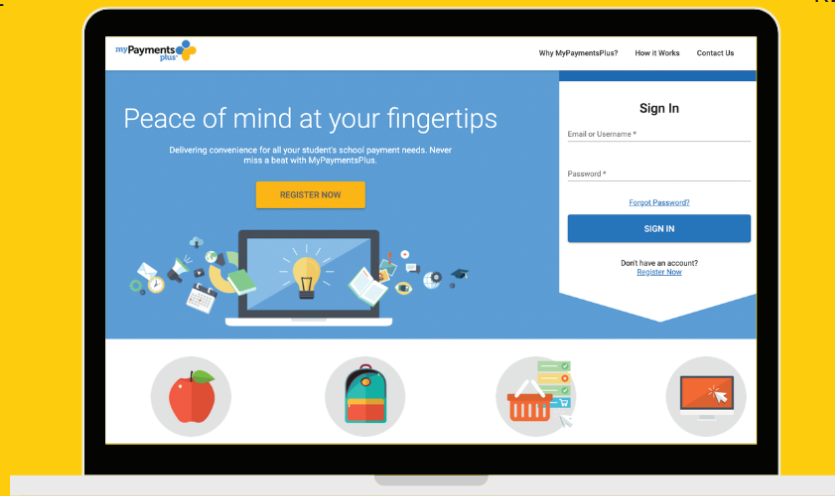 myPayments
plus
Why MyPaymentsPlus?
How it Works
Contact Us
Peace of mind at your fingertips
Delivering convenience for all your student's school payment needs. Never
miss a beat with MyPaymentsPlus.
REGISTER NOW
Sign In
Email or Username *
Password *
Forgot Password?
SIGN IN
Don't have an account?
Register Now